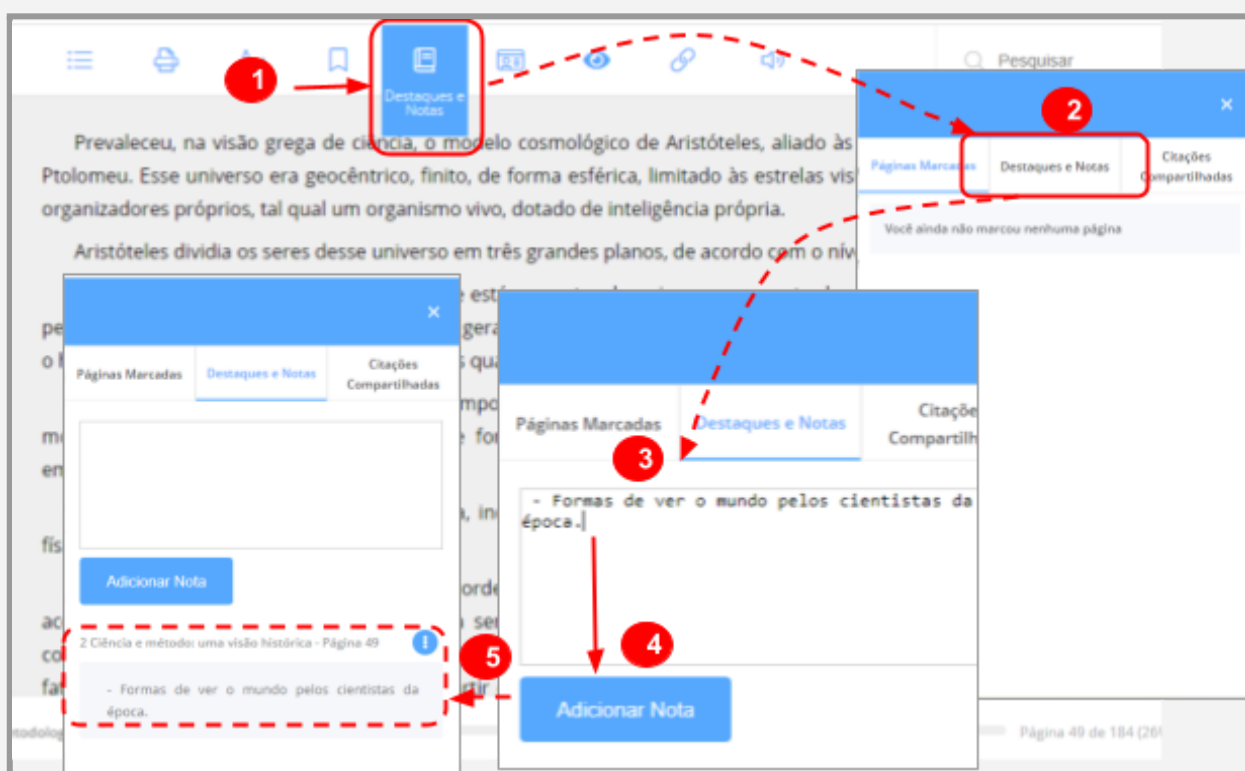 1
Destaques e
Notas
Pesquisar
Prevaleceu, na visão grega de ciência, o modelo cosmológico de Aristóteles, aliado às
Ptolomeu. Esse universo era geocêntrico, finito, de forma esférica, limitado às estrelas vis
organizadores próprios, tal qual um organismo vivo, dotado de inteligência própria.
Aristóteles dividia os seres desse universo em três grandes planos, de acordo com o nív
2
×
Páginas Marcadas
Destaques e Notas
Citações
Compartilhadas
Você ainda não marcou nenhuma página
×
Páginas Marcadas
Destaques e Notas
Citações
Compartilhadas
Adicionar Nota
2 Ciência e método: uma visão histórica - Página 49
- Formas de ver o mundo pelos cientistas da
época.
5
Páginas Marcadas
Destaques e Notas
Citaçõe
Compartilh
3
- Formas de ver o mundo pelos cientistas da
época.
4
Adicionar Nota
Página 49 de 184